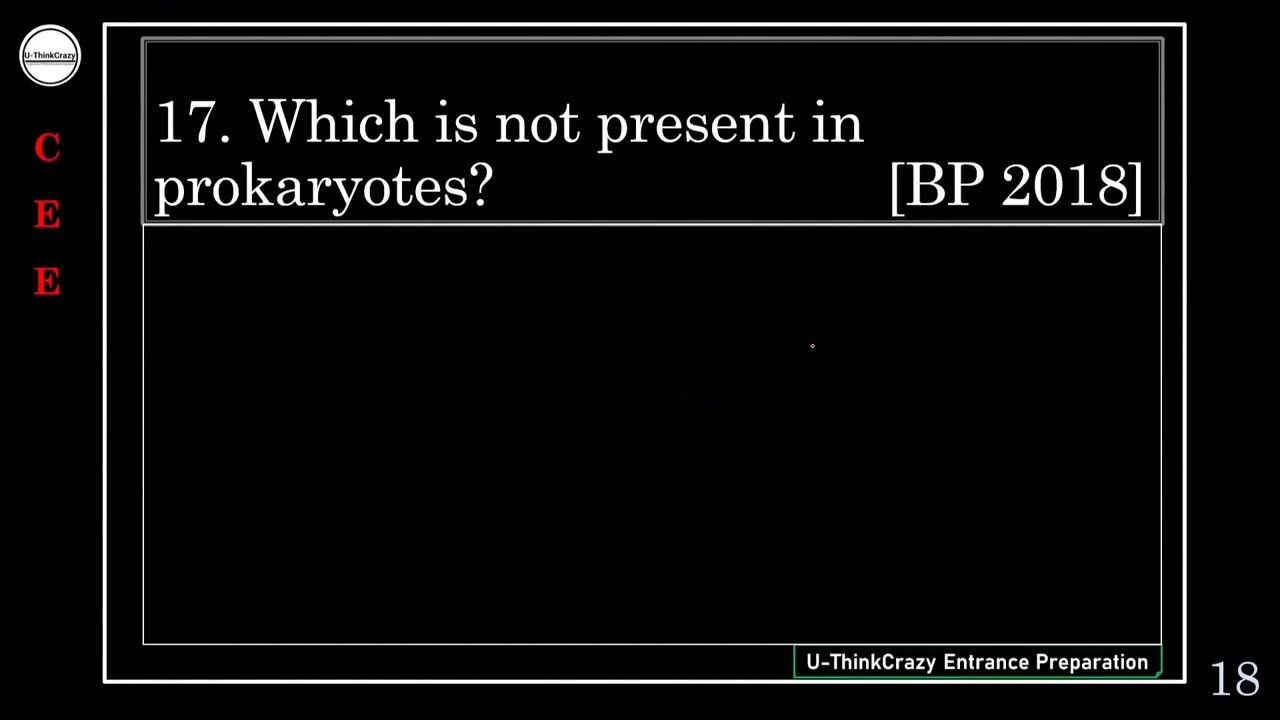 U-ThinkCrazy
C
E
E
17. Which is not present in
prokaryotes? [BP 2018]
U-ThinkCrazy Entrance Preparation
18